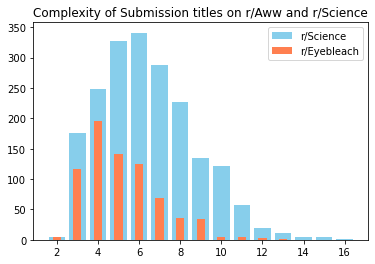 Complexity of Submission titles on r/Aww and r/Science
350
300
250
200
150
100
50
0
r/Science
r/Eyebleach
2 4 6 8 10 12 14 16